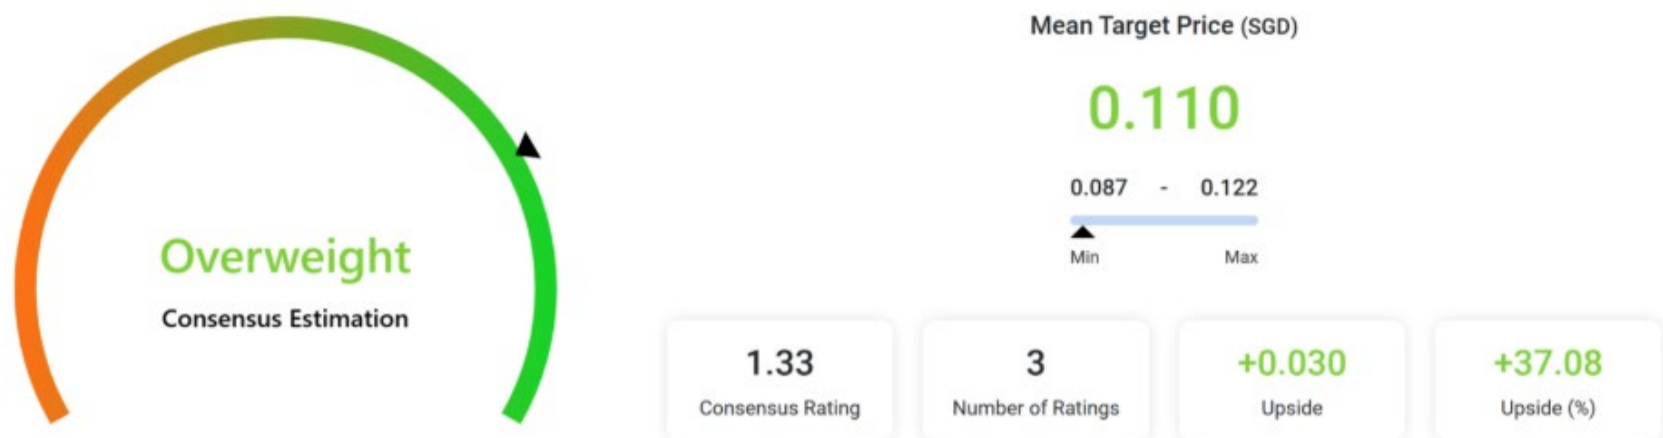 Overweight
Consensus Estimation
Mean Target Price (SGD)
0.110
0.087 - 0.122
Min Max
1.33
Consensus Rating
3
Number of Ratings
+0.030
Upside
+37.08
Upside (%)